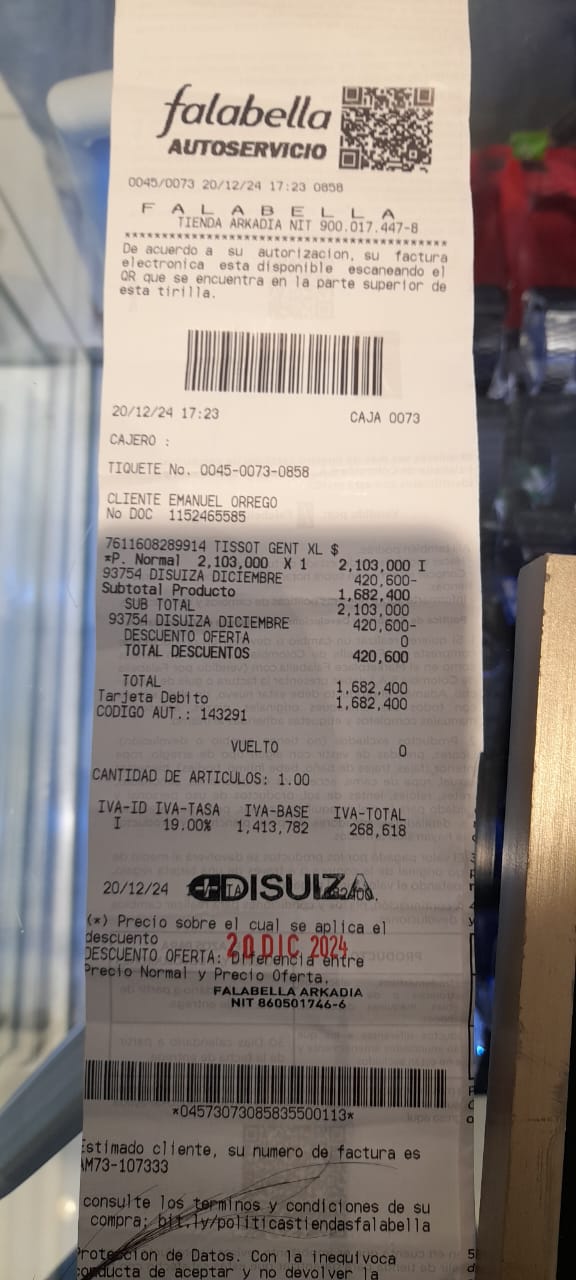 falabella
AUTOSERVICIO
0045/0073 20/12/24 17:23 0858
F A L A B E L L A
TIENDA ARKADIA NIT 900.017.447-8
******************************************
De acuerdo a su autorizacion, su factura
electronica esta disponible escaneando el
QR que se encuentra en la parte superior de
esta tirilla.
20/12/24 17:23 CAJA 0073
CAJERO :
TIQUETE No. 0045-0073-0858
CLIENTE EMANUEL ORREGO
No DOC 1152465585
7611608289914 TISSOT GENT XL $
*P. Normal 2,103,000 X 1 2,103,000 I
93754 DISUIZA DICIEMBRE 420,600-
Subtotal Producto 1,682,400
SUB TOTAL 2,103,000
93754 DISUIZA DICIEMBRE 420,600-
DESCUENTO OFERTA 0
TOTAL DESCUENTOS 420,600
TOTAL 1,682,400
Tarjeta Debito 1,682,400
CODIGO AUT.: 143291
VUELTO 0
CANTIDAD DE ARTICULOS: 1.00
IVA-ID IVA-TASA IVA-BASE IVA-TOTAL
I 19.00% 1,413,782 268,618
20/12/24 DISUIZA
(*) Precio sobre el cual se aplica el
descuento
20 DIC 2024
DESCUENTO OFERTA: Diferencia entre
Precio Normal y Precio Oferta.
FALABELLA ARKADIA
NIT 860501746-6
*04573073085835500113*
Estimado cliente, su numero de factura es
AM73-107333
consulte los terminos y condiciones de su
compra; bit.ly/politicastiendasfalabella
Proteccion de Datos. Con la inequivoca
conducta de aceptar y no devolver la